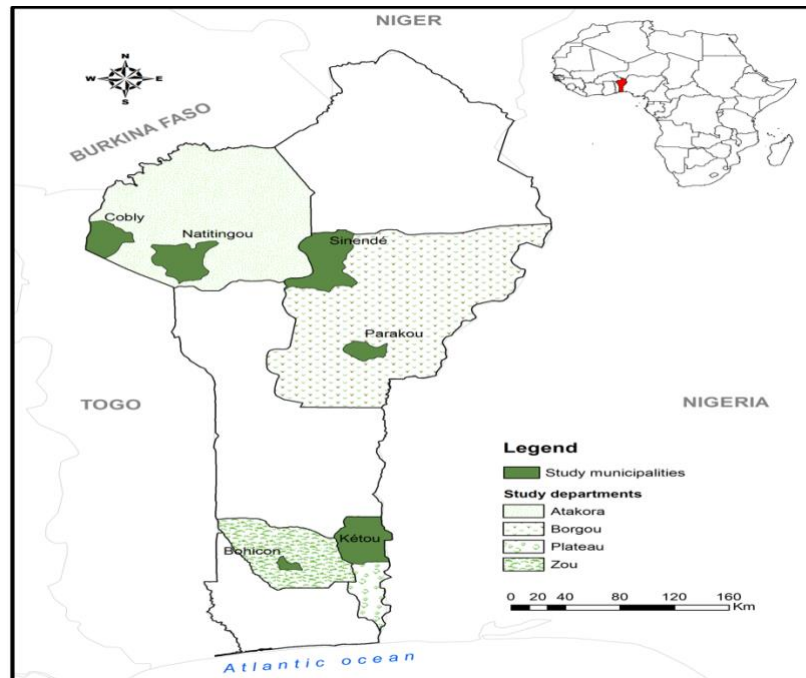 NIGER
N
W E
S
BURKINA FASO
Cobly
Natitingou
Sinendé
Parakou
TOGO
NIGERIA
Legend
Study municipalities
Study departments
Atakora
Borgou
Plateau
Zou
Kétou
Bohicon
0 20 40 80 120 160
Km
Atlantic ocean